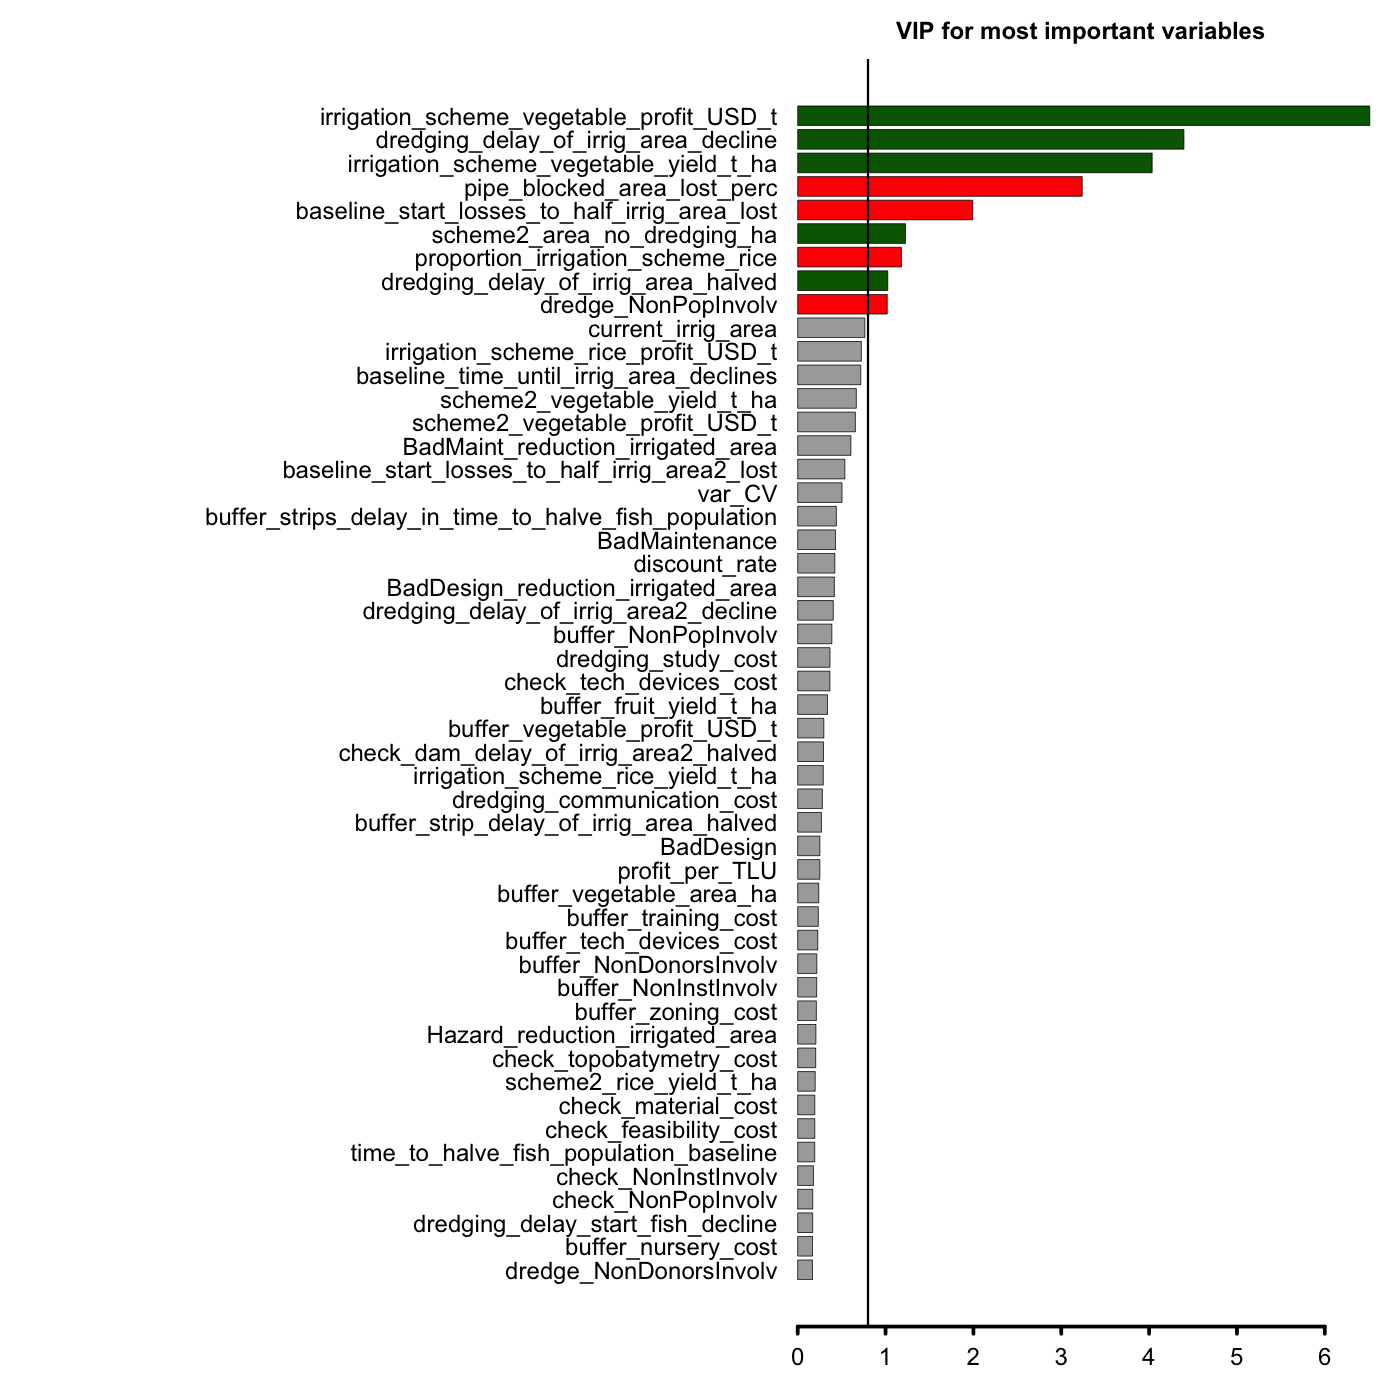 VIP for most important variables
irrigation_scheme_vegetable_profit_USD_t
dredging_delay_of_irrig_area_decline
irrigation_scheme_vegetable_yield_t_ha
pipe_blocked_area_lost_perc
baseline_start_losses_to_half_irrig_area_lost
scheme2_area_no_dredging_ha
proportion_irrigation_scheme_rice
dredging_delay_of_irrig_area_halved
dredge_NonPopInvolv
current_irrig_area
irrigation_scheme_rice_profit_USD_t
baseline_time_until_irrig_area_declines
scheme2_vegetable_yield_t_ha
scheme2_vegetable_profit_USD_t
BadMaint_reduction_irrigated_area
baseline_start_losses_to_half_irrig_area2_lost
var_CV
buffer_strips_delay_in_time_to_halve_fish_population
BadMaintenance
discount_rate
BadDesign_reduction_irrigated_area
dredging_delay_of_irrig_area2_decline
buffer_NonPopInvolv
dredging_study_cost
check_tech_devices_cost
buffer_fruit_yield_t_ha
buffer_vegetable_profit_USD_t
check_dam_delay_of_irrig_area2_halved
irrigation_scheme_rice_yield_t_ha
dredging_communication_cost
buffer_strip_delay_of_irrig_area_halved
BadDesign
profit_per_TLU
buffer_vegetable_area_ha
buffer_training_cost
buffer_tech_devices_cost
buffer_NonDonorsInvolv
buffer_NonInstInvolv
buffer_zoning_cost
Hazard_reduction_irrigated_area
check_topobatymetry_cost
scheme2_rice_yield_t_ha
check_material_cost
check_feasibility_cost
time_to_halve_fish_population_baseline
check_NonInstInvolv
check_NonPopInvolv
dredging_delay_start_fish_decline
buffer_nursery_cost
dredge_NonDonorsInvolv
0 1 2 3 4 5 6